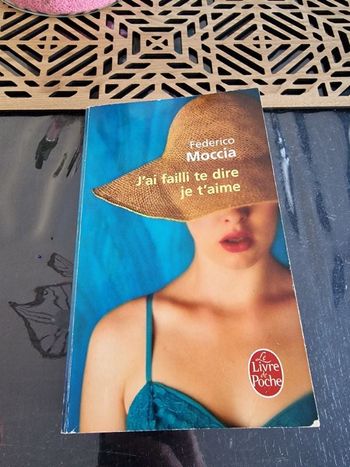 Federico
Moccia
J'ai failli te dire
je t'aime
Le
Livre
de
Poche